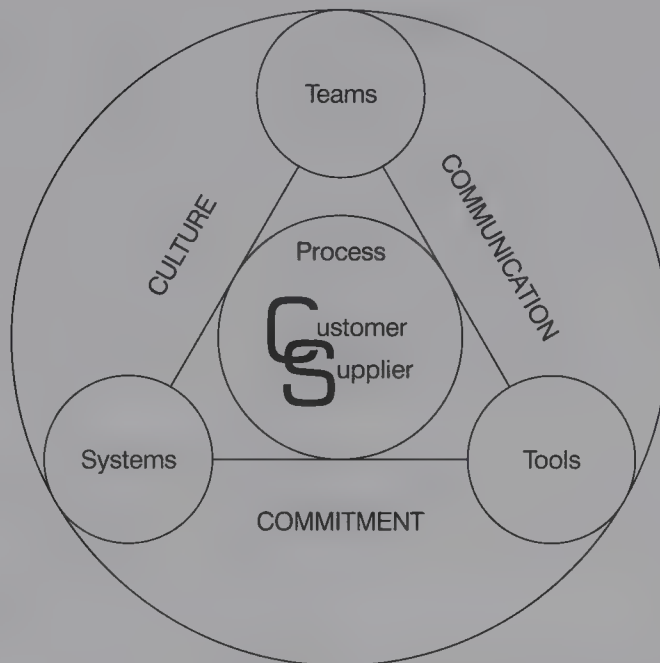 Teams
CULTURE
COMMUNICATION
Process
Customer
Supplier
Systems
Tools
COMMITMENT